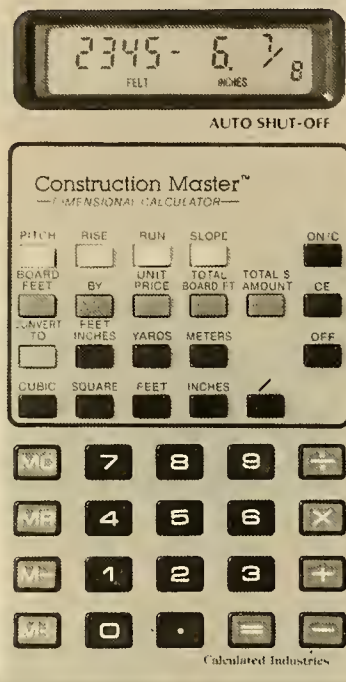 2345- 6. 7/8
FEET INCHES
AUTO SHUT-OFF
Construction Master™
DIMENSIONAL CALCULATOR
PITCH RISE RUN SLOPE ON/C
BOARD FEET BY UNIT PRICE TOTAL BOARD FT TOTAL $ AMOUNT CE
CONVERT TO FEET INCHES YARDS METERS OFF
CUBIC SQUARE FEET INCHES /
7 8 9 ÷
4 5 6 ×
1 2 3 +
0 . = −
Calculated Industries